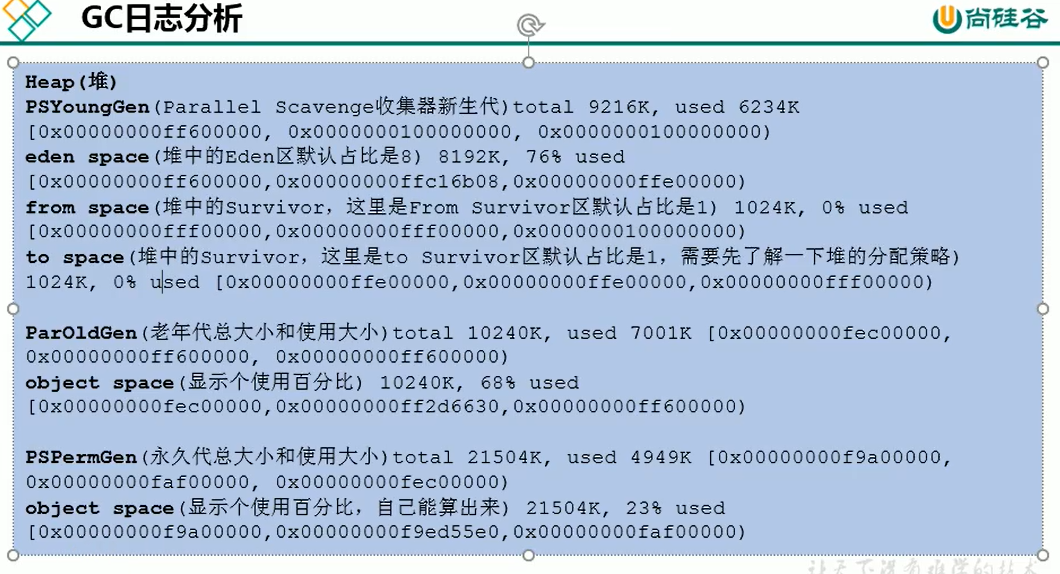 GC日志分析
尚硅谷
Heap(堆)
PSYoungGen(Parallel Scavenge收集器新生代)total 9216K, used 6234K
[0x00000000ff600000, 0x0000000100000000, 0x0000000100000000)
eden space(堆中的Eden区默认占比是8) 8192K, 76% used
[0x00000000ff600000,0x00000000ffc16b08,0x00000000ffe00000)
from space(堆中的Survivor，这里是From Survivor区默认占比是1) 1024K, 0% used
[0x00000000fff00000,0x00000000fff00000,0x0000000100000000)
to space(堆中的Survivor，这里是to Survivor区默认占比是1，需要先了解一下堆的分配策略)
1024K, 0% used [0x00000000ffe00000,0x00000000ffe00000,0x00000000fff00000)
ParOldGen(老年代总大小和使用大小)total 10240K, used 7001K [0x00000000fec00000,
0x00000000ff600000, 0x00000000ff600000)
object space(显示个使用百分比) 10240K, 68% used
[0x00000000fec00000,0x00000000ff2d6630,0x00000000ff600000)
PSPermGen(永久代总大小和使用大小)total 21504K, used 4949K [0x00000000f9a00000,
0x00000000faf00000, 0x00000000fec00000)
object space(显示个使用百分比，自己能算出来) 21504K, 23% used
[0x00000000f9a00000,0x00000000f9ed55e0,0x00000000faf00000)
让天下没有难学的技术